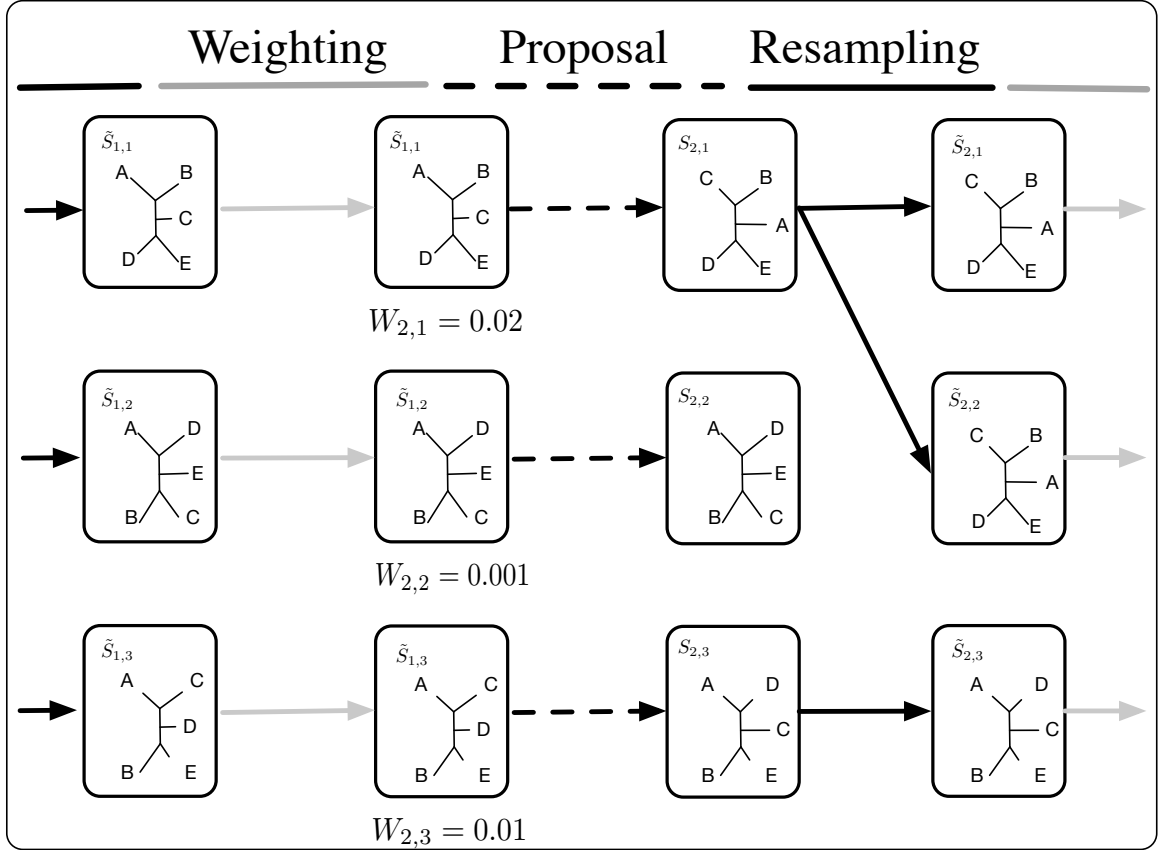 Weighting Proposal Resampling
S̃1,1 S̃1,1 S2,1 S̃2,1
A B A B C B C B
C C A A
D E D E D E D E
W2,1 = 0.02
S̃1,2 S̃1,2 S2,2 S̃2,2
A D A D A D C B
E E E A
B C B C B C D E
W2,2 = 0.001
S̃1,3 S̃1,3 S2,3 S̃2,3
A C A C A D A D
D D C C
B E B E B E B E
W2,3 = 0.01